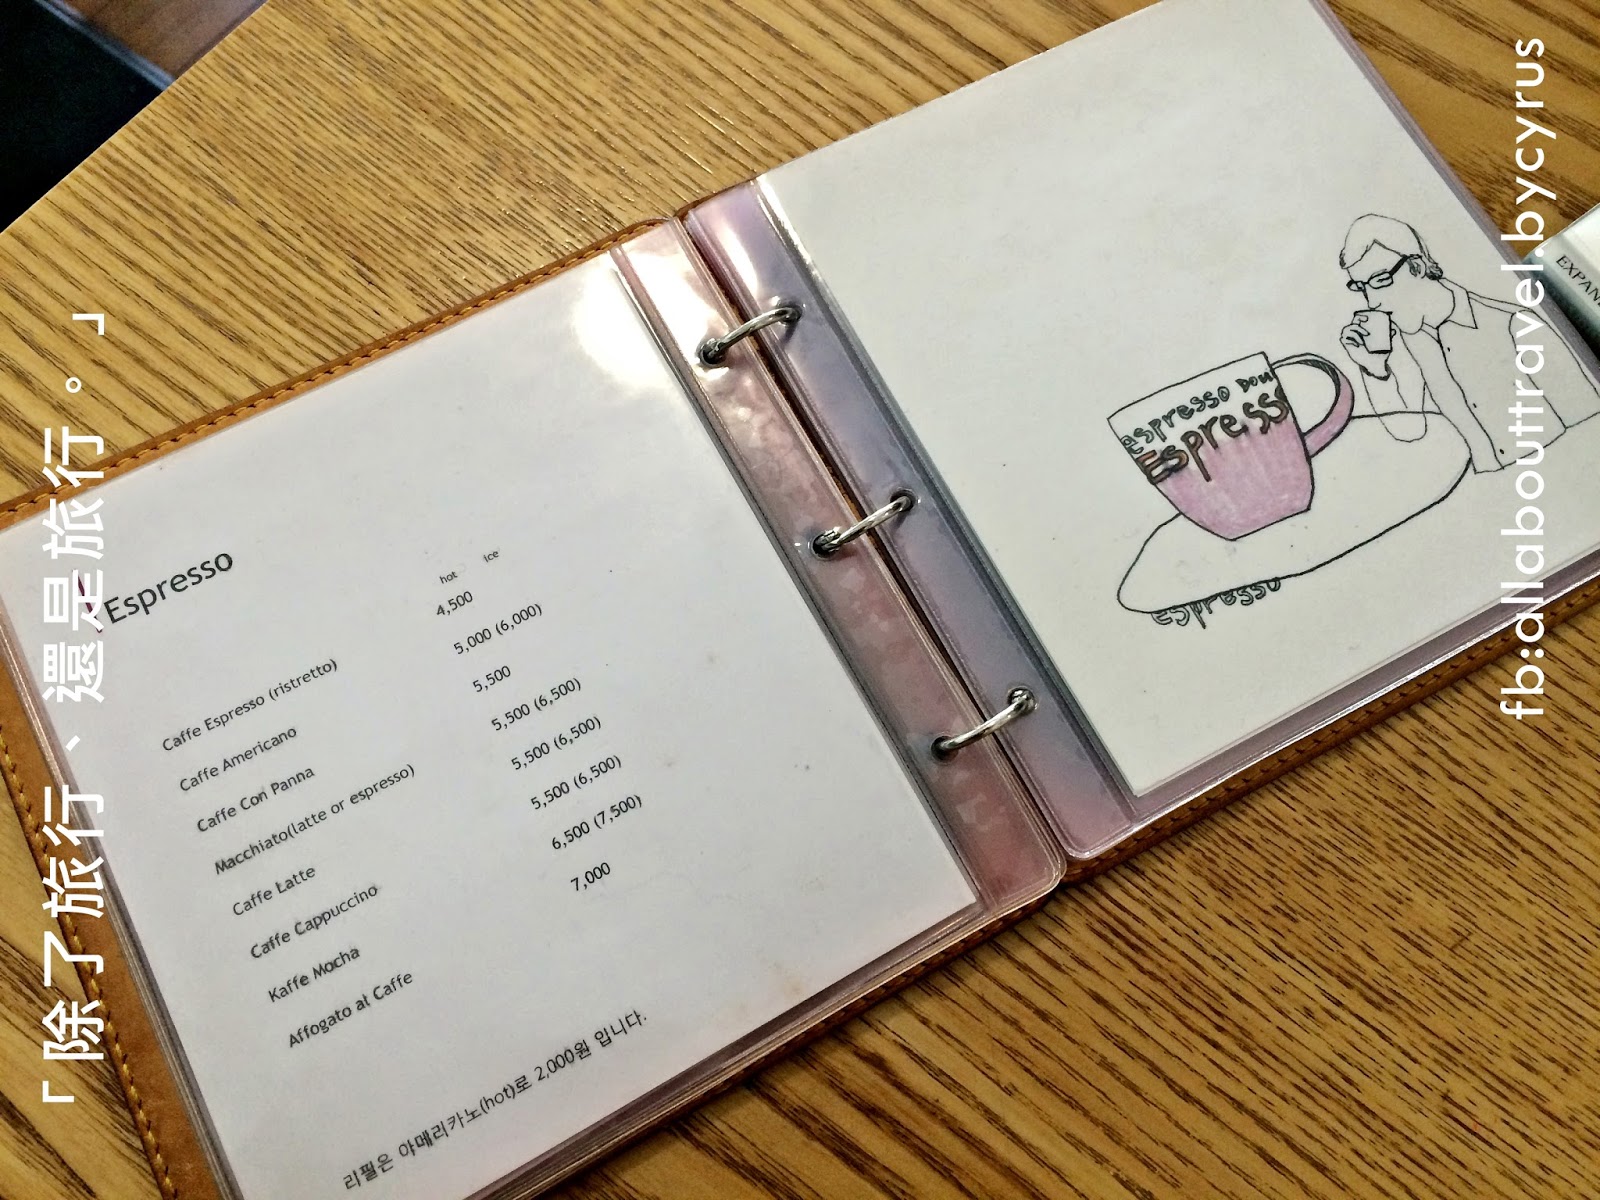 Espresso
hot ice
Caffe Espresso (ristretto) 4,500
Caffe Americano 5,000 (6,000)
Caffe Con Panna 5,500
Macchiato(latte or espresso) 5,500 (6,500)
Caffe Latte 5,500 (6,500)
Caffe Cappuccino 5,500 (6,500)
Kaffe Mocha 6,500 (7,500)
Affogato al Caffe 7,000
리필은 아메리카노(hot)로 2,000원 입니다.
espresso DOU
Espresso
espresso
EXPAN
「除了旅行、還是旅行。」
fb:allabouttravel.bycyrus